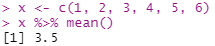 > x <- c(1, 2, 3, 4, 5, 6)
> x %>% mean()
[1] 3.5